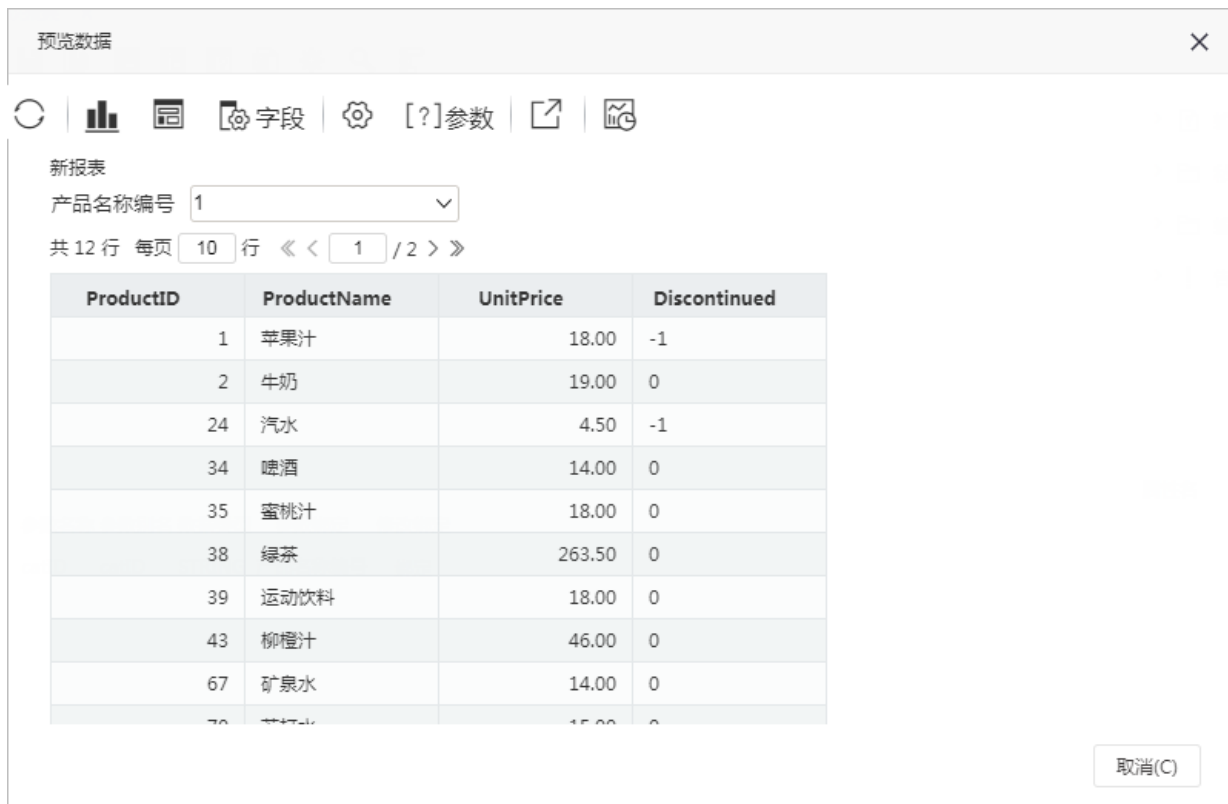 预览数据
字段 [?]参数
新报表
产品名称编号 1
共 12 行 每页 10 行 1 / 2
ProductID ProductName UnitPrice Discontinued
1 苹果汁 18.00 -1
2 牛奶 19.00 0
24 汽水 4.50 -1
34 啤酒 14.00 0
35 蜜桃汁 18.00 0
38 绿茶 263.50 0
39 运动饮料 18.00 0
43 柳橙汁 46.00 0
67 矿泉水 14.00 0
取消(C)